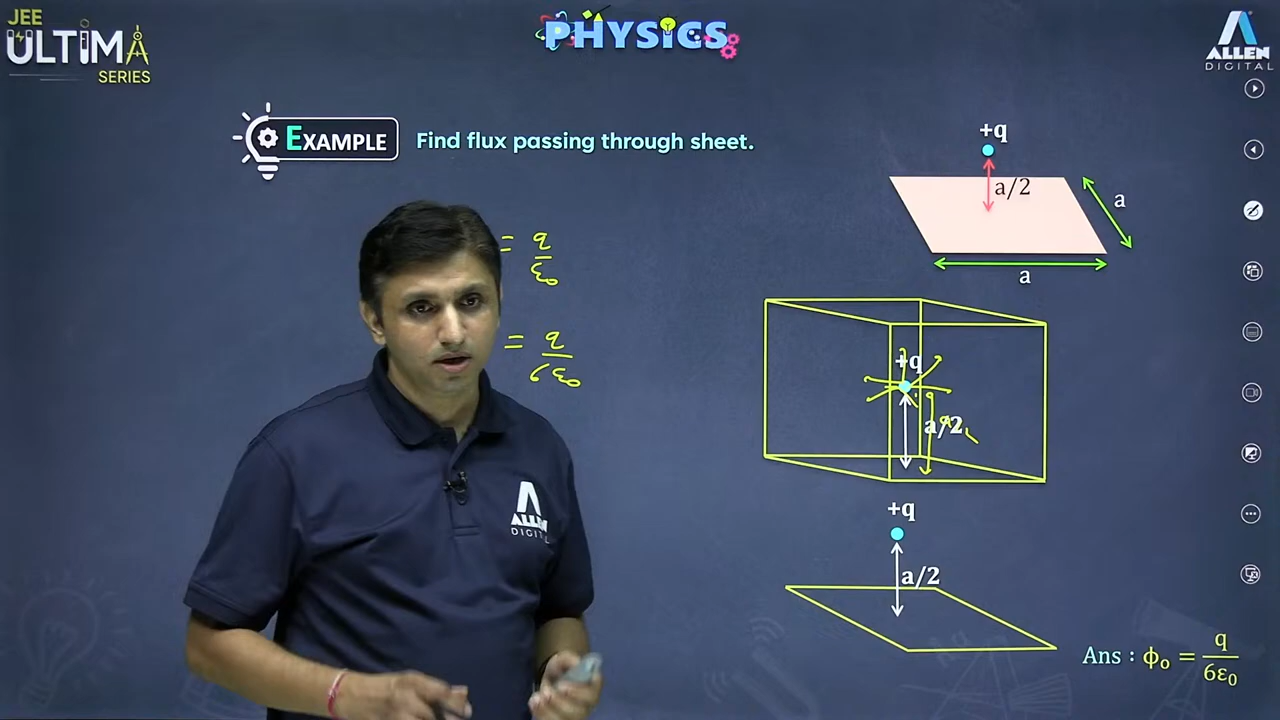 JEE
ULTIMA
SERIES
PHYSICS
ALLEN
DIGITAL
EXAMPLE
Find flux passing through sheet.
+q
a/2
a
a
= q/ε₀
= q/6ε₀
+q
a/2
+q
a/2
Ans : ϕ₀ = q/6ε₀
ALLEN
DIGITAL